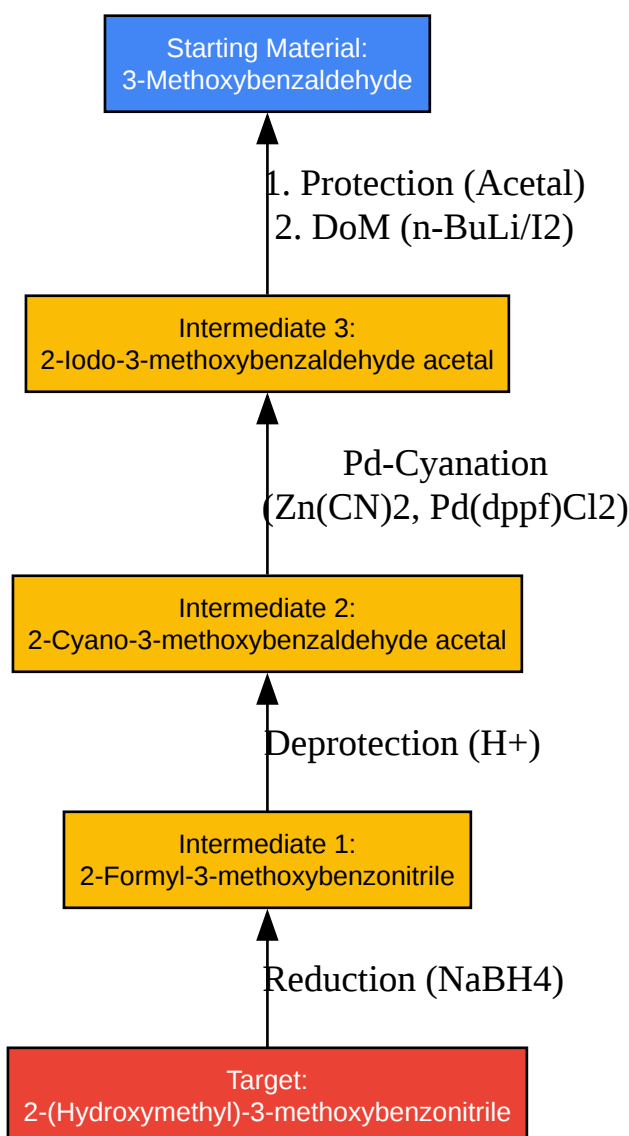 Starting Material:
3-Methoxybenzaldehyde
1. Protection (Acetal)
2. DoM (n-BuLi/I2)
Intermediate 3:
2-Iodo-3-methoxybenzaldehyde acetal
Pd-Cyanation
(Zn(CN)2, Pd(dppf)Cl2)
Intermediate 2:
2-Cyano-3-methoxybenzaldehyde acetal
Deprotection (H+)
Intermediate 1:
2-Formyl-3-methoxybenzonitrile
Reduction (NaBH4)
Target:
2-(Hydroxymethyl)-3-methoxybenzonitrile